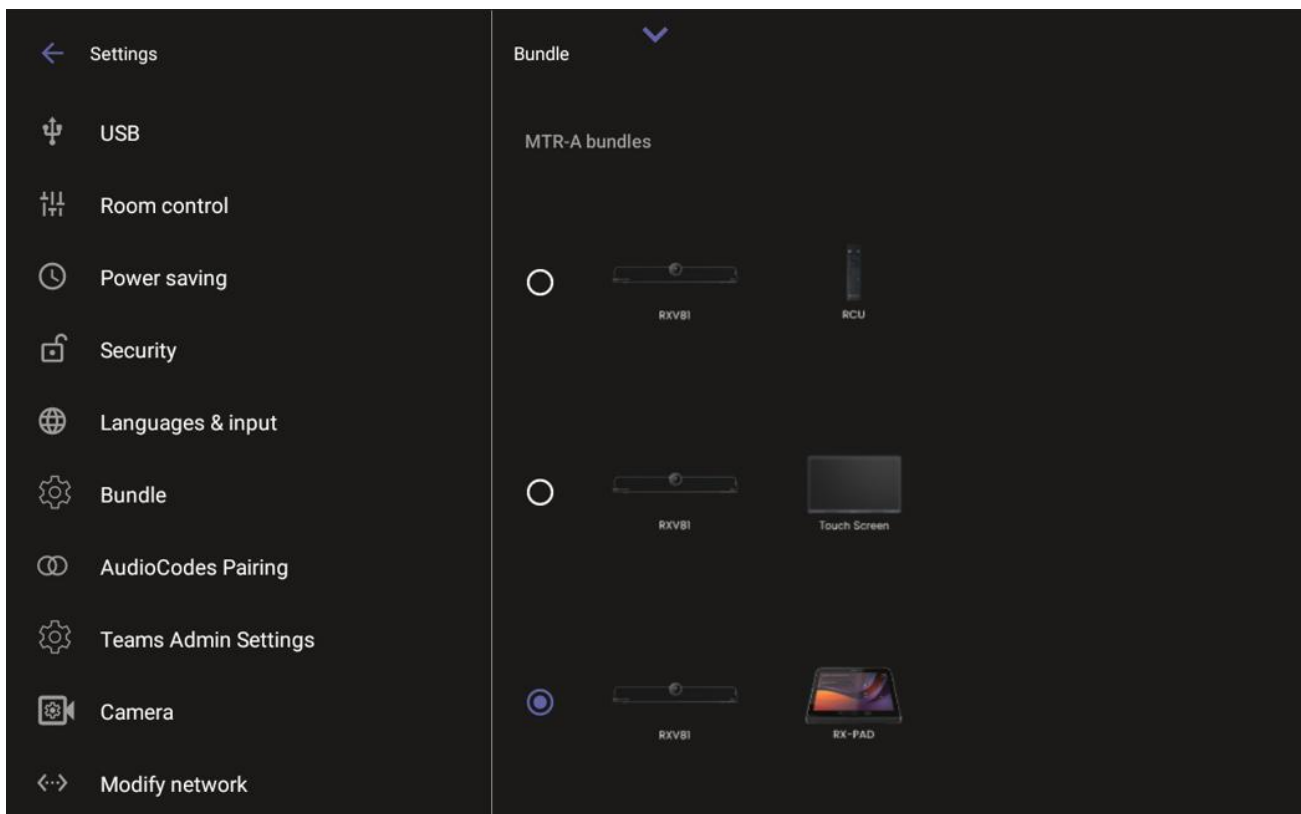 Settings
USB
Room control
Power saving
Security
Languages & input
Bundle
AudioCodes Pairing
Teams Admin Settings
Camera
Modify network
Bundle
MTR-A bundles
RXV81
RCU
RXV81
Touch Screen
RXV81
RX-PAD